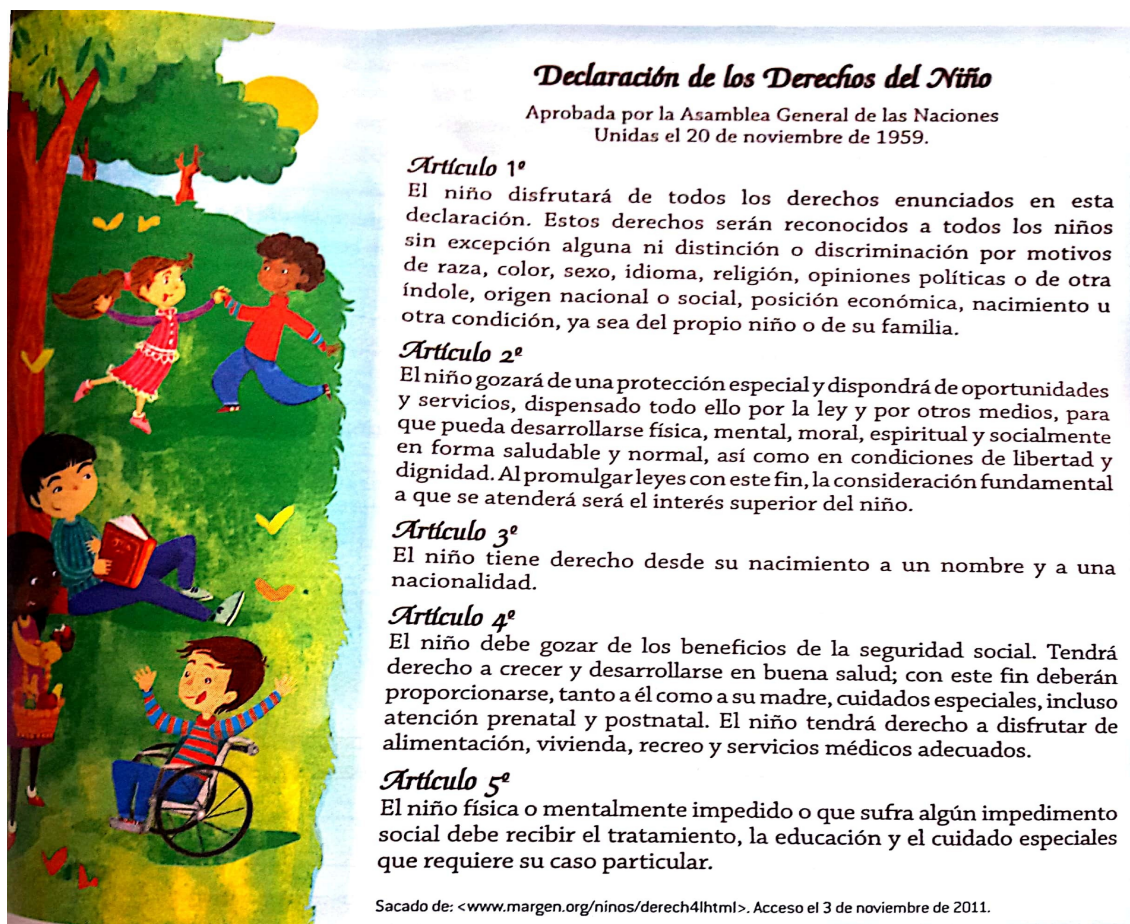 Declaración de los Derechos del Niño
Aprobada por la Asamblea General de las Naciones
Unidas el 20 de noviembre de 1959.
Artículo 1º
El niño disfrutará de todos los derechos enunciados en esta
declaración. Estos derechos serán reconocidos a todos los niños
sin excepción alguna ni distinción o discriminación por motivos
de raza, color, sexo, idioma, religión, opiniones políticas o de otra
índole, origen nacional o social, posición económica, nacimiento u
otra condición, ya sea del propio niño o de su familia.
Artículo 2º
El niño gozará de una protección especial y dispondrá de oportunidades
y servicios, dispensado todo ello por la ley y por otros medios, para
que pueda desarrollarse física, mental, moral, espiritual y socialmente
en forma saludable y normal, así como en condiciones de libertad y
dignidad. Al promulgar leyes con este fin, la consideración fundamental
a que se atenderá será el interés superior del niño.
Artículo 3º
El niño tiene derecho desde su nacimiento a un nombre y a una
nacionalidad.
Artículo 4º
El niño debe gozar de los beneficios de la seguridad social. Tendrá
derecho a crecer y desarrollarse en buena salud; con este fin deberán
proporcionarse, tanto a él como a su madre, cuidados especiales, incluso
atención prenatal y postnatal. El niño tendrá derecho a disfrutar de
alimentación, vivienda, recreo y servicios médicos adecuados.
Artículo 5º
El niño física o mentalmente impedido o que sufra algún impedimento
social debe recibir el tratamiento, la educación y el cuidado especiales
que requiere su caso particular.
Sacado de: <www.margen.org/ninos/derech4lhtml>. Acceso el 3 de noviembre de 2011.